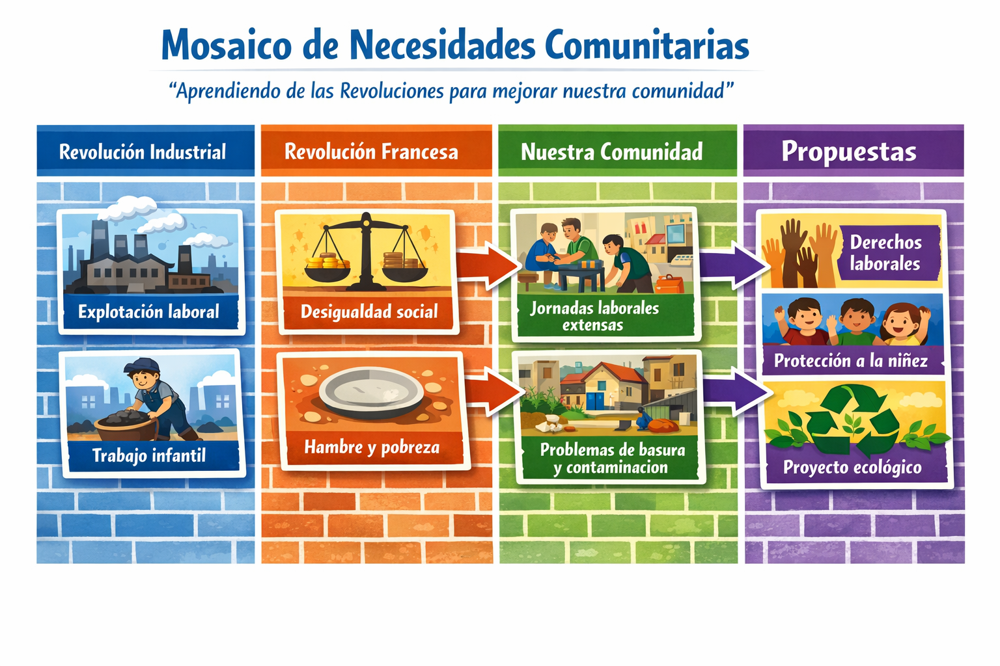 Mosaico de Necesidades Comunitarias
“Aprendiendo de las Revoluciones para mejorar nuestra comunidad”
Revolución Industrial
Explotación laboral
Trabajo infantil
Revolución Francesa
Desigualdad social
Hambre y pobreza
Nuestra Comunidad
Jornadas laborales
extensas
Problemas de basura
y contaminacion
Propuestas
Derechos
laborales
Protección a la niñez
Proyecto ecológico